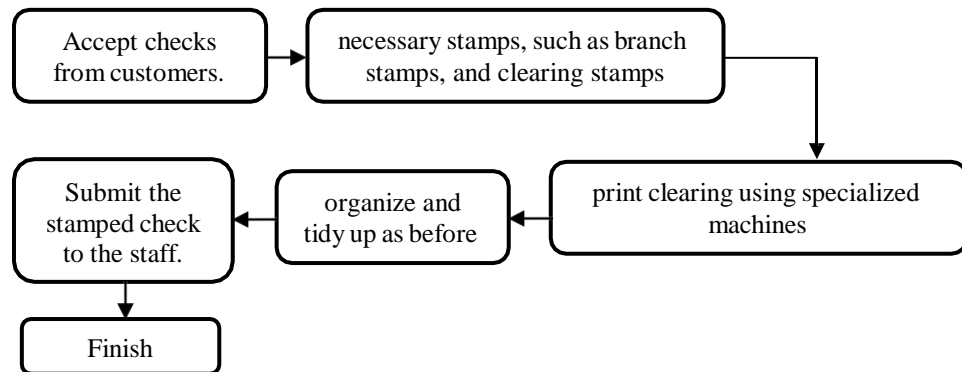 Accept checks
from customers.
necessary stamps, such as branch
stamps, and clearing stamps
print clearing using specialized
machines
organize and
tidy up as before
Submit the
stamped check
to the staff.
Finish